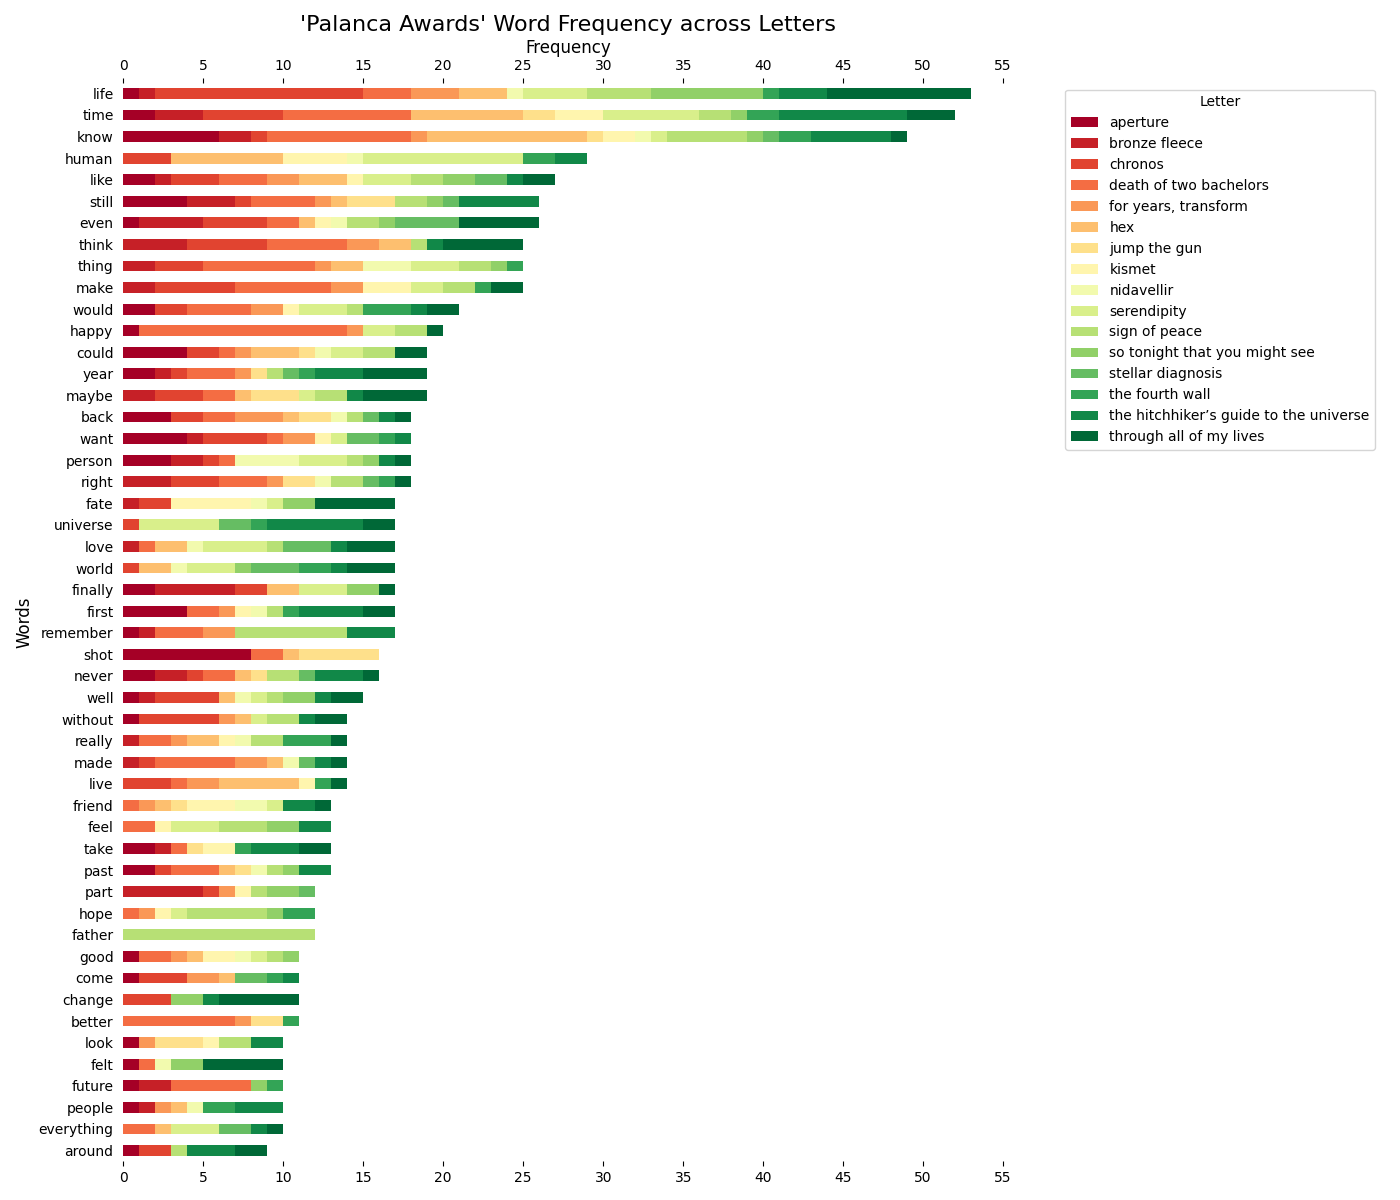 'Palanca Awards' Word Frequency across Letters
Frequency
0 5 10 15 20 25 30 35 40 45 50 55
Words
life
time
know
human
like
still
even
think
thing
make
would
happy
could
year
maybe
back
want
person
right
fate
universe
love
world
finally
first
remember
shot
never
well
without
really
made
live
friend
feel
take
past
part
hope
father
good
come
change
better
look
felt
future
people
everything
around
0 5 10 15 20 25 30 35 40 45 50 55
Letter
aperture
bronze fleece
chronos
death of two bachelors
for years, transform
hex
jump the gun
kismet
nidavellir
serendipity
sign of peace
so tonight that you might see
stellar diagnosis
the fourth wall
the hitchhiker’s guide to the universe
through all of my lives